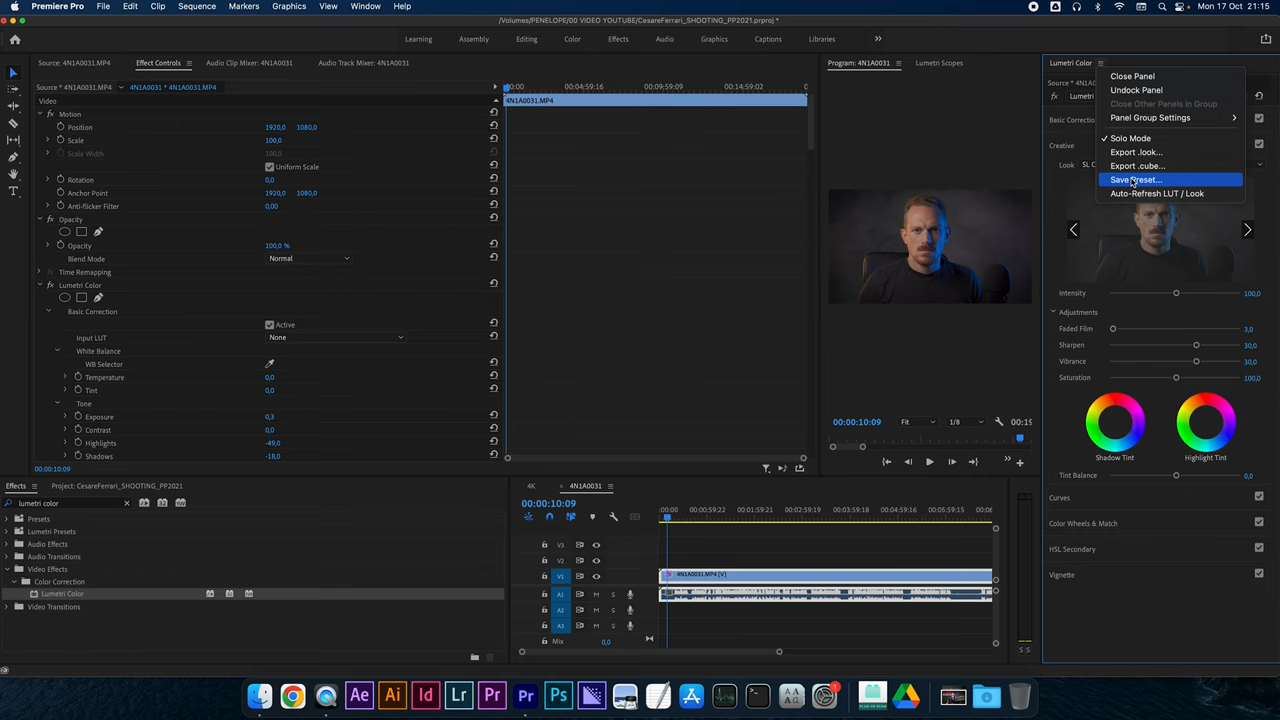 Premiere Pro File Edit Clip Sequence Markers Graphics View Window Help Mon 17 Oct 21:15
/Volumes/PENELOPE/00 VIDEO YOUTUBE/CesareFerrari_SHOOTING_PP2021.prproj *
Learning Assembly Editing Color Effects Audio Graphics Captions Libraries
Source: 4N1A0031.MP4 Effect Controls Audio Clip Mixer: 4N1A0031 Audio Track Mixer: 4N1A0031
Program: 4N1A0031 Lumetri Scopes
Lumetri Color
Source * 4N1A0031.MP4 4N1A0031 * 4N1A0031.MP4
:00:00 00:04:59:16 00:09:59:09 00:14:59:02
Video
4N1A0031.MP4
Motion
Position 1920,0 1080,0
Scale 100,0
Scale Width 100,0
Uniform Scale
Rotation 0,0
Anchor Point 1920,0 1080,0
Anti-flicker Filter 0,00
Opacity
Opacity 100,0 %
Blend Mode Normal
Time Remapping
Lumetri Color
Basic Correction
Active
Input LUT None
White Balance
WB Selector
Temperature 0,0
Tint 0,0
Tone
Exposure 0,3
Contrast 0,0
Highlights -49,0
Shadows -18,0
00:00:10:09
00:00:10:09 Fit 1/8
Close Panel
Undock Panel
Close Other Panels in Group
Panel Group Settings
Solo Mode
Export .look...
Export .cube...
Save Preset...
Auto-Refresh LUT / Look
Basic Correction
Creative
Look
Intensity 100,0
Adjustments
Faded Film 3,0
Sharpen 30,0
Vibrance 30,0
Saturation 100,0
Shadow Tint Highlight Tint
Tint Balance 0,0
Curves
Color Wheels & Match
HSL Secondary
Vignette
Effects Project: CesareFerrari_SHOOTING_PP2021
lumetri color
Presets
Lumetri Presets
Audio Effects
Audio Transitions
Video Effects
Color Correction
Lumetri Color
Video Transitions
4K 4N1A0031
00:00:10:09
:00:00 00:00:59:22 00:01:59:21 00:02:59:19 00:03:59:18 00:04:59:16 00:05:59:15
V3
V2
V1 4N1A0031.MP4 [V]
A1 M S
A2 M S
A3 M S
Mix 0,0
S S
Ae Ai Id Lr Pr Pr Ps 1